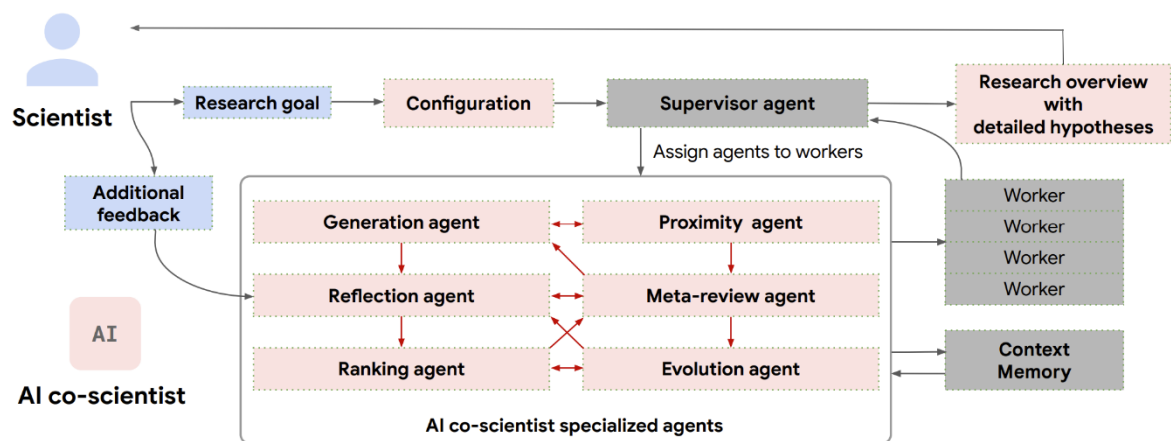 Scientist
Research goal
Configuration
Supervisor agent
Research overview
with
detailed hypotheses
Assign agents to workers
Additional
feedback
Generation agent
Proximity agent
Reflection agent
Meta-review agent
Ranking agent
Evolution agent
AI co-scientist specialized agents
Worker
Worker
Worker
Worker
Context
Memory
AI
AI co-scientist